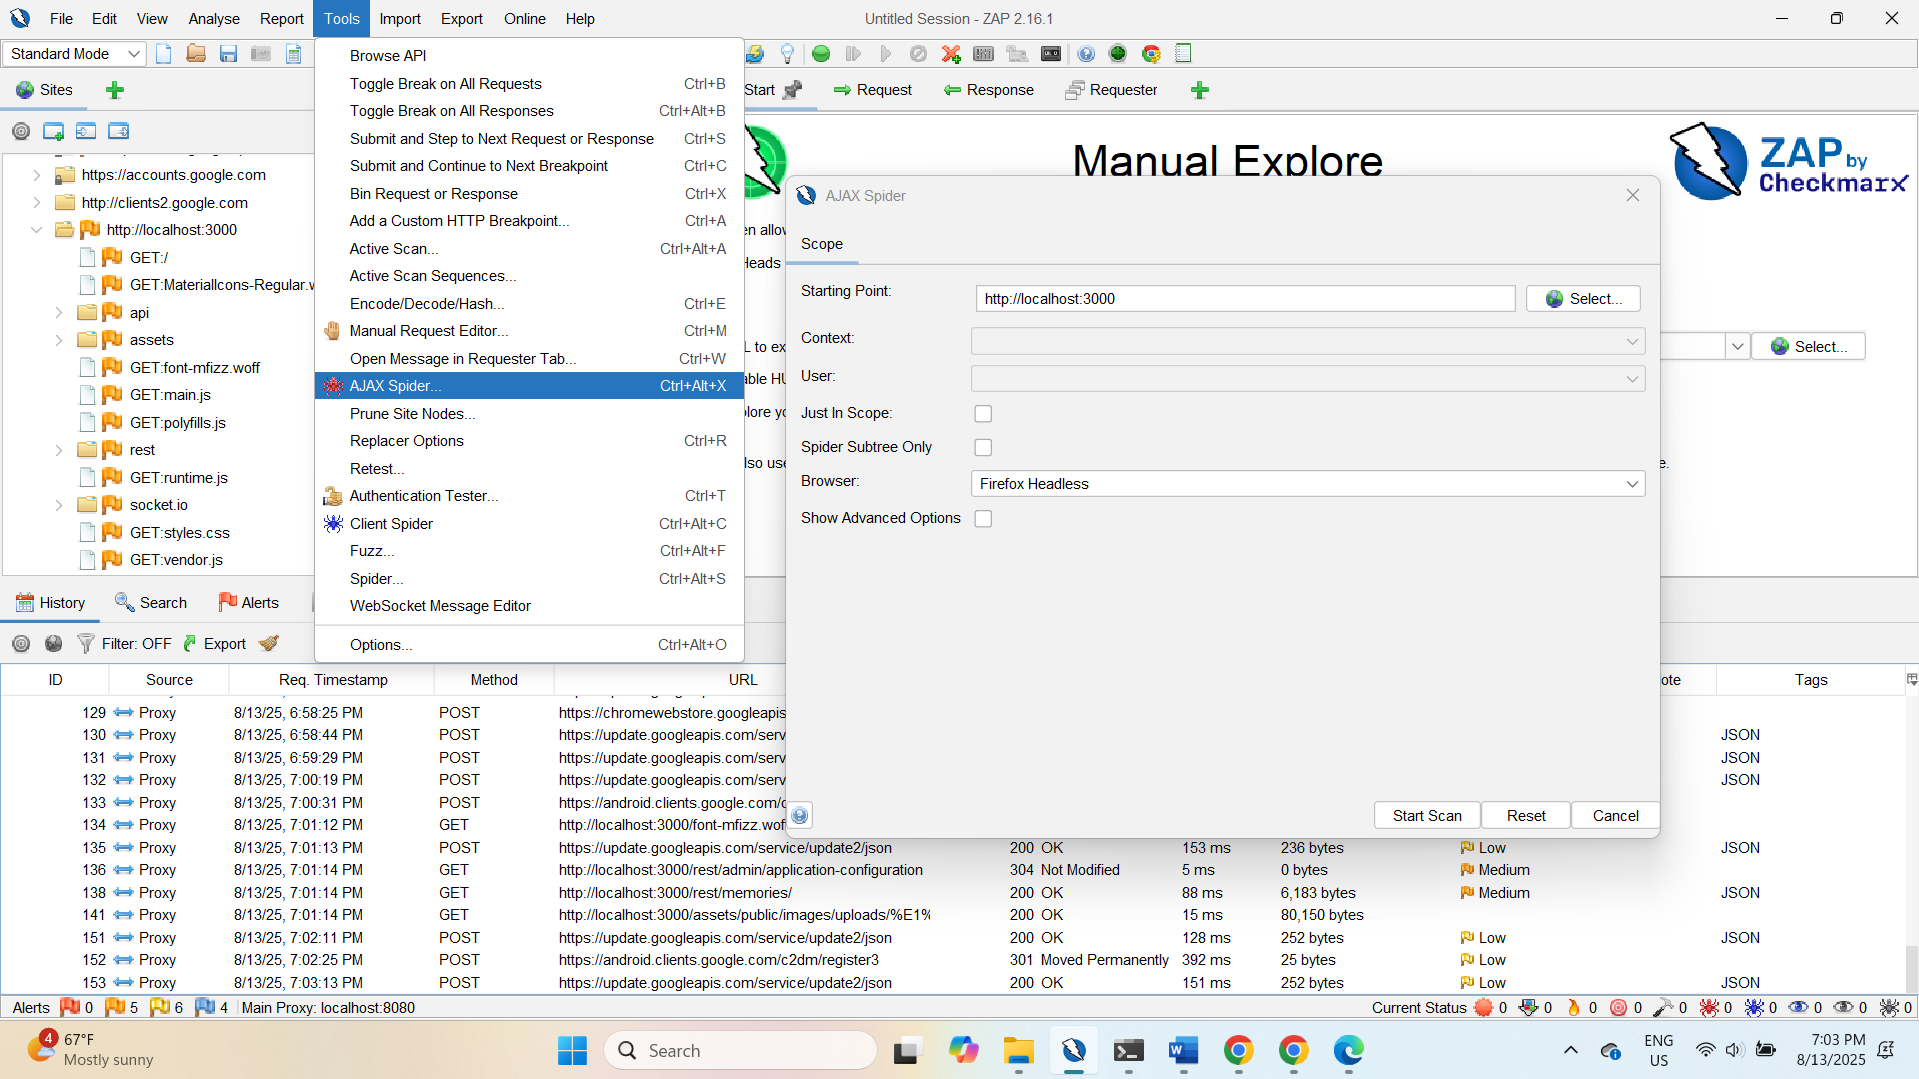 File Edit View Analyse Report Tools Import Export Online Help
Untitled Session - ZAP 2.16.1
Standard Mode
Sites
Start
Request
Response
Requester
https://accounts.google.com
http://clients2.google.com
http://localhost:3000
GET:/
GET:MaterialIcons-Regular.
api
assets
GET:font-mfizz.woff
GET:main.js
GET:polyfills.js
rest
GET:runtime.js
socket.io
GET:styles.css
GET:vendor.js
Browse API
Toggle Break on All Requests Ctrl+B
Toggle Break on All Responses Ctrl+Alt+B
Submit and Step to Next Request or Response Ctrl+S
Submit and Continue to Next Breakpoint Ctrl+C
Bin Request or Response Ctrl+X
Add a Custom HTTP Breakpoint... Ctrl+A
Active Scan... Ctrl+Alt+A
Active Scan Sequences...
Encode/Decode/Hash... Ctrl+E
Manual Request Editor... Ctrl+M
Open Message in Requester Tab... Ctrl+W
AJAX Spider... Ctrl+Alt+X
Prune Site Nodes...
Replacer Options Ctrl+R
Retest...
Authentication Tester... Ctrl+T
Client Spider Ctrl+Alt+C
Fuzz... Ctrl+Alt+F
Spider... Ctrl+Alt+S
WebSocket Message Editor
Options... Ctrl+Alt+O
Manual Explore
ZAP by
Checkmarx
Select...
AJAX Spider
Scope
Starting Point: http://localhost:3000 Select...
Context:
User:
Just In Scope:
Spider Subtree Only
Browser: Firefox Headless
Show Advanced Options
Start Scan Reset Cancel
History Search Alerts
Filter: OFF Export
ID Source Req. Timestamp Method URL ote Tags
129 Proxy 8/13/25, 6:58:25 PM POST https://chromewebstore.googleapis
130 Proxy 8/13/25, 6:58:44 PM POST https://update.googleapis.com/serv JSON
131 Proxy 8/13/25, 6:59:29 PM POST https://update.googleapis.com/serv JSON
132 Proxy 8/13/25, 7:00:19 PM POST https://update.googleapis.com/serv JSON
133 Proxy 8/13/25, 7:00:31 PM POST https://android.clients.google.com/c
134 Proxy 8/13/25, 7:01:12 PM GET http://localhost:3000/font-mfizz.wof
135 Proxy 8/13/25, 7:01:13 PM POST https://update.googleapis.com/service/update2/json 200 OK 153 ms 236 bytes Low JSON
136 Proxy 8/13/25, 7:01:14 PM GET http://localhost:3000/rest/admin/application-configuration 304 Not Modified 5 ms 0 bytes Medium
138 Proxy 8/13/25, 7:01:14 PM GET http://localhost:3000/rest/memories/ 200 OK 88 ms 6,183 bytes Medium JSON
141 Proxy 8/13/25, 7:01:14 PM GET http://localhost:3000/assets/public/images/uploads/%E1% 200 OK 15 ms 80,150 bytes
151 Proxy 8/13/25, 7:02:11 PM POST https://update.googleapis.com/service/update2/json 200 OK 128 ms 252 bytes Low JSON
152 Proxy 8/13/25, 7:02:25 PM POST https://android.clients.google.com/c2dm/register3 301 Moved Permanently 392 ms 25 bytes Low
153 Proxy 8/13/25, 7:03:13 PM POST https://update.googleapis.com/service/update2/json 200 OK 151 ms 252 bytes Low JSON
Alerts 0 5 6 4 Main Proxy: localhost:8080
Current Status 0 0 0 0 0 0 0 0 0 0
4 67°F
Mostly sunny
Search
ENG
US
7:03 PM
8/13/2025